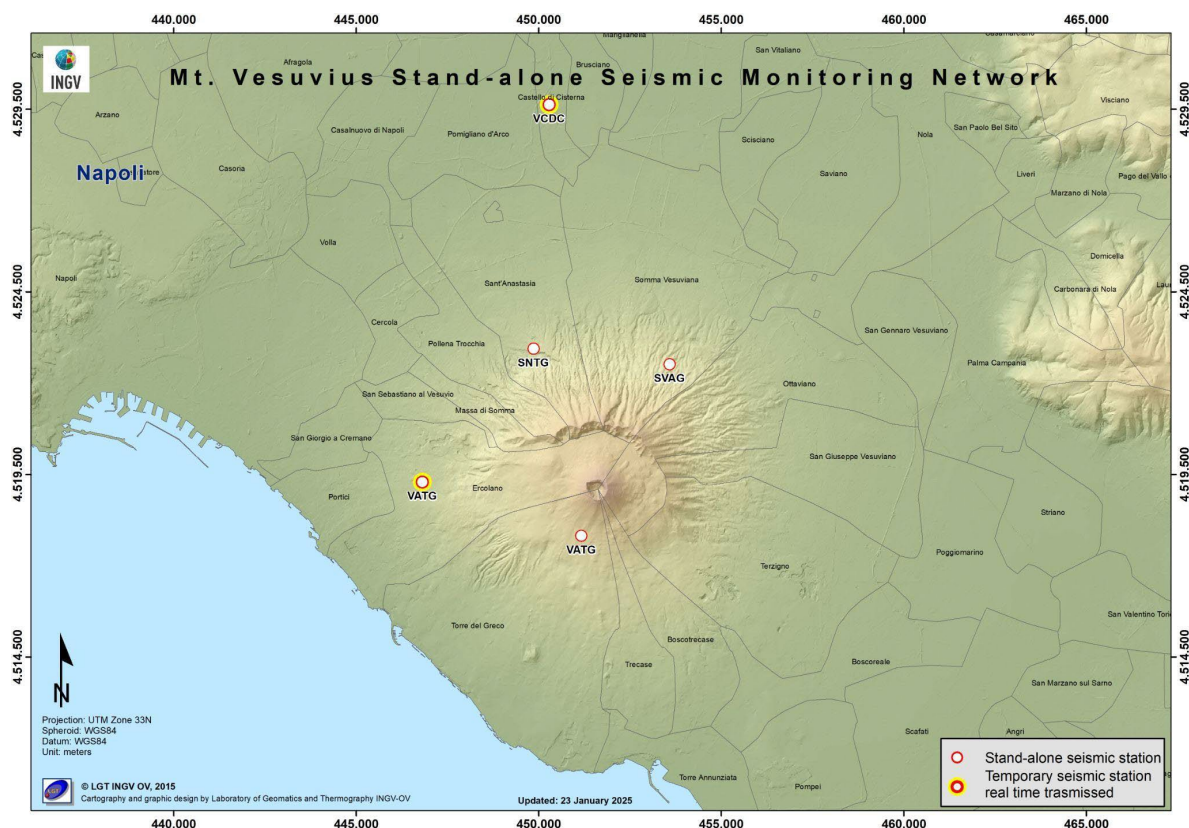 440.000 445.000 450.000 455.000 460.000 465.000
INGV
Mt. Vesuvius Stand-alone Seismic Monitoring Network
Afragola
Brusciano
San Vitaliano
Castello di Cisterna
VCDC
Visciano
Arzano
Casalnuovo di Napoli
Pomigliano d'Arco
Scisciano
Nola
San Paolo Bel Sito
4.529.500
4.529.500
Napoli
Casoria
Saviano
Liveri
Marzano di Nola
Volla
Domicella
Napoli
Sant'Anastasia
Somma Vesuviana
Carbonara di Nola
4.524.500
4.524.500
Cercola
San Gennaro Vesuviano
Pollena Trocchia
SNTG
SVAG
Palma Campania
Ottaviano
San Sebastiano al Vesuvio
Massa di Somma
San Giorgio a Cremano
San Giuseppe Vesuviano
4.519.500
4.519.500
Portici
VATG
Ercolano
Striano
VATG
Poggiomarino
Terzigno
Torre del Greco
Boscotrecase
Trecase
Boscoreale
4.514.500
4.514.500
San Marzano sul Sarno
N
Projection: UTM Zone 33N
Spheroid: WGS84
Datum: WGS84
Unit: meters
Scafati
Angri
Torre Annunziata
Pompei
Stand-alone seismic station
Temporary seismic station
real time trasmissed
LGT
© LGT INGV OV, 2015
Cartography and graphic design by Laboratory of Geomatics and Thermography INGV-OV
Updated: 23 January 2025
440.000 445.000 450.000 455.000 460.000 465.000